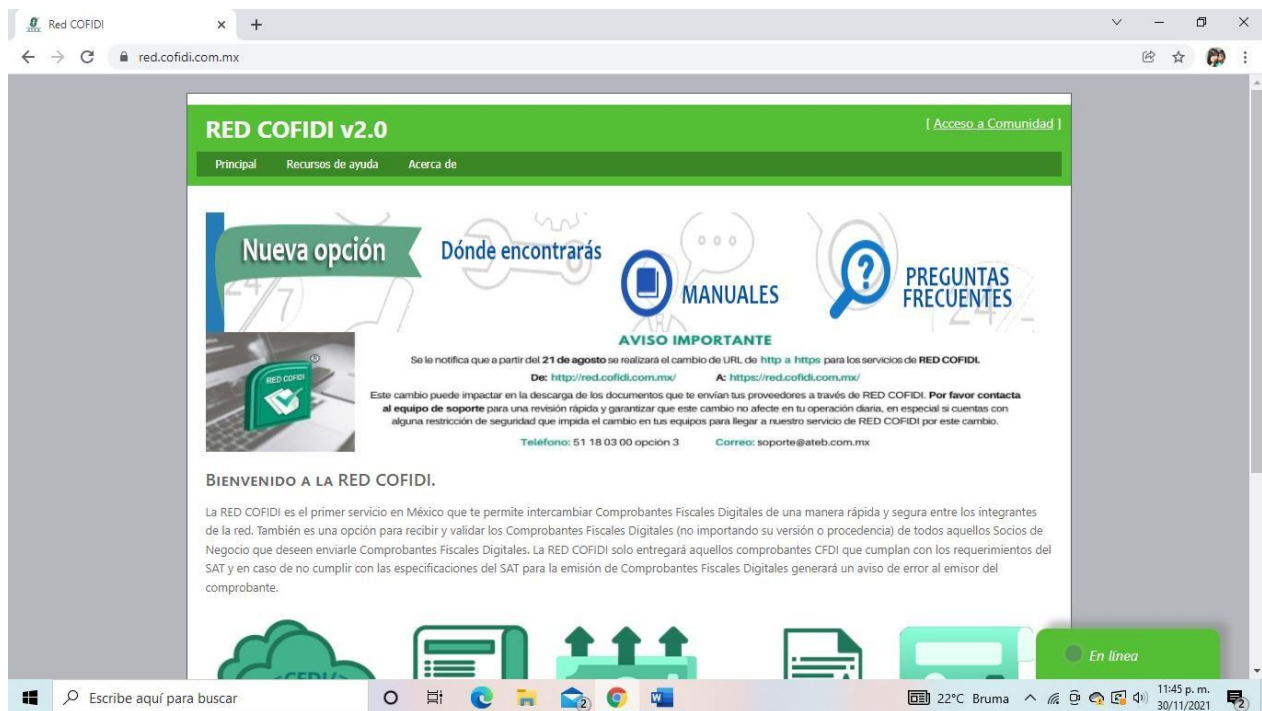 Red COFIDI
red.cofidi.com.mx
RED COFIDI v2.0
[ Acceso a Comunidad ]
Principal Recursos de ayuda Acerca de
Nueva opción
Dónde encontrarás
MANUALES
PREGUNTAS
FRECUENTES
24/7
RED COFIDI
AVISO IMPORTANTE
Se le notifica que a partir del 21 de agosto se realizará el cambio de URL de http a https para los servicios de RED COFIDI.
De: http://red.cofidi.com.mx/ A: https://red.cofidi.com.mx/
Este cambio puede impactar en la descarga de los documentos que te envían tus proveedores a través de RED COFIDI. Por favor contacta
al equipo de soporte para una revisión rápida y garantizar que este cambio no afecte en tu operación diaria, en especial si cuentas con
alguna restricción de seguridad que impida el cambio en tus equipos para llegar a nuestro servicio de RED COFIDI por este cambio.
Teléfono: 51 18 03 00 opción 3 Correo: soporte@ateb.com.mx
BIENVENIDO A LA RED COFIDI.
La RED COFIDI es el primer servicio en México que te permite intercambiar Comprobantes Fiscales Digitales de una manera rápida y segura entre los integrantes
de la red. También es una opción para recibir y validar los Comprobantes Fiscales Digitales (no importando su versión o procedencia) de todos aquellos Socios de
Negocio que deseen enviarle Comprobantes Fiscales Digitales. La RED COFIDI solo entregará aquellos comprobantes CFDI que cumplan con los requerimientos del
SAT y en caso de no cumplir con las especificaciones del SAT para la emisión de Comprobantes Fiscales Digitales generará un aviso de error al emisor del
comprobante.
<CFDI/>
En línea
Escribe aquí para buscar
2
22°C Bruma
11:45 p. m.
30/11/2021
2